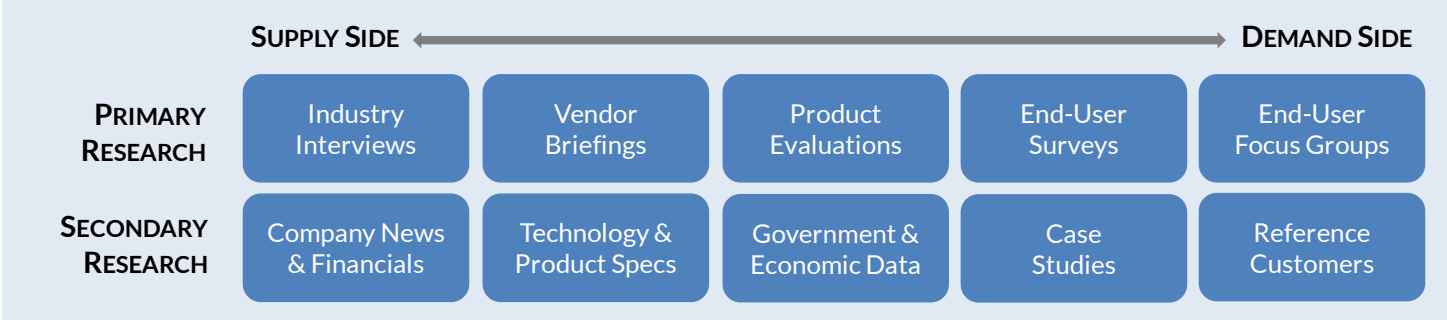 SUPPLY SIDE
DEMAND SIDE
PRIMARY
RESEARCH
Industry
Interviews
Vendor
Briefings
Product
Evaluations
End-User
Surveys
End-User
Focus Groups
SECONDARY
RESEARCH
Company News
& Financials
Technology &
Product Specs
Government &
Economic Data
Case
Studies
Reference
Customers